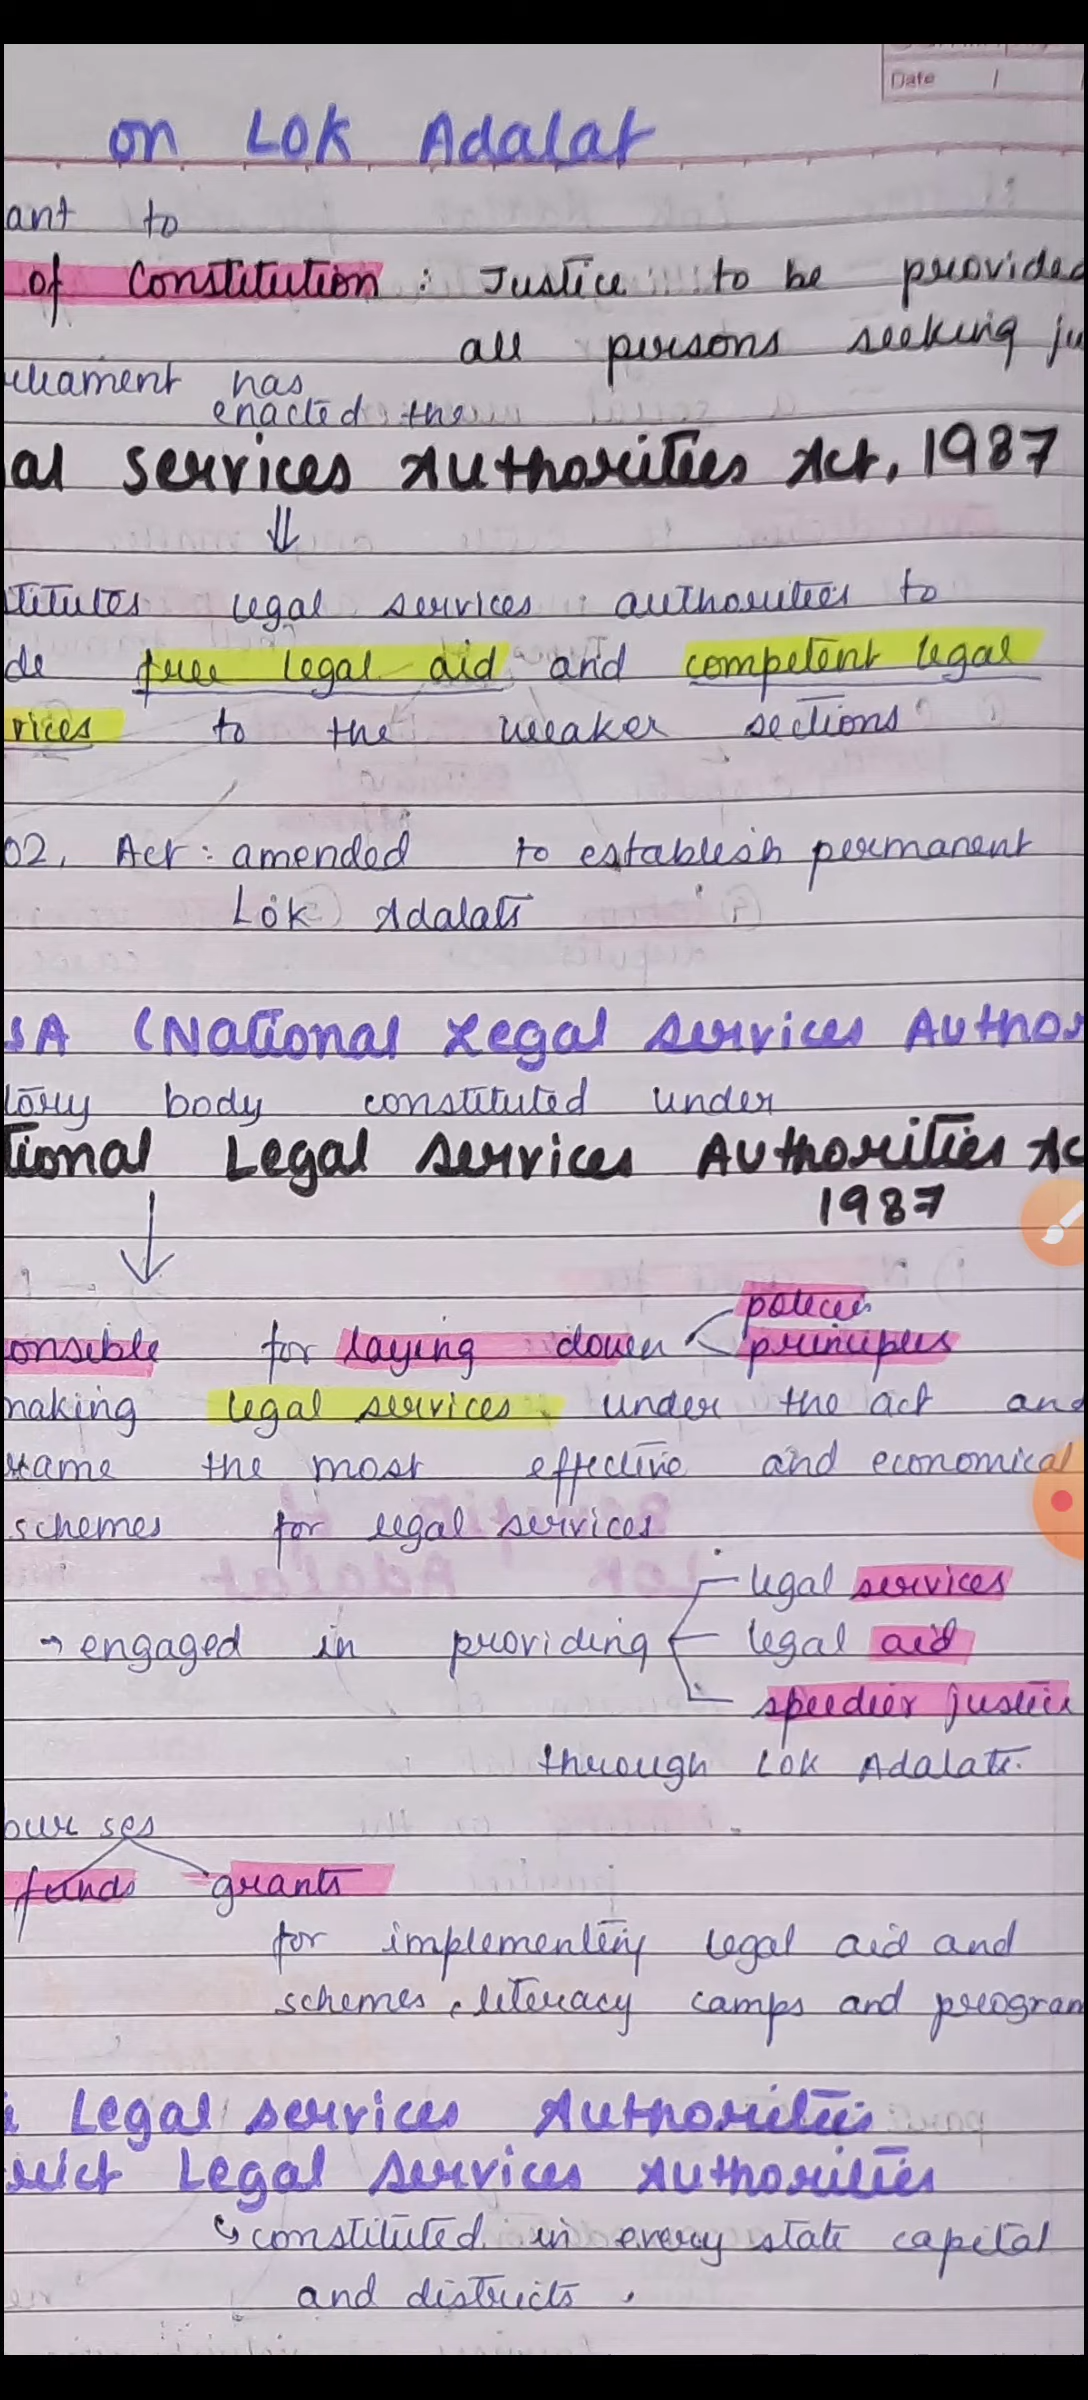 Date /
on Lok Adalat
ant to
of Constitution : Justice to be provided
all persons seeking ju
liament has
enacted the
al Services Authorities Act, 1987
⇓
titutes legal services authorities to
de free legal aid and competent legal
rvices to the weaker sections
02, Act : amended to establish permanent
Lok Adalats
SA (National Legal Services Author
tory body constituted under
tional Legal Services Authorities Ac
1987
policies
onsible for laying down principles
making legal services under the act and
rame the most effective and economical
schemes for legal services
legal services
→ engaged in providing legal aid
speedier justice
through Lok Adalats.
burses
funds grants
for implementing legal aid and
schemes, literacy camps and program
Legal services Authorities
rict Legal Services Authorities
↳ constituted in every state capital
and districts.